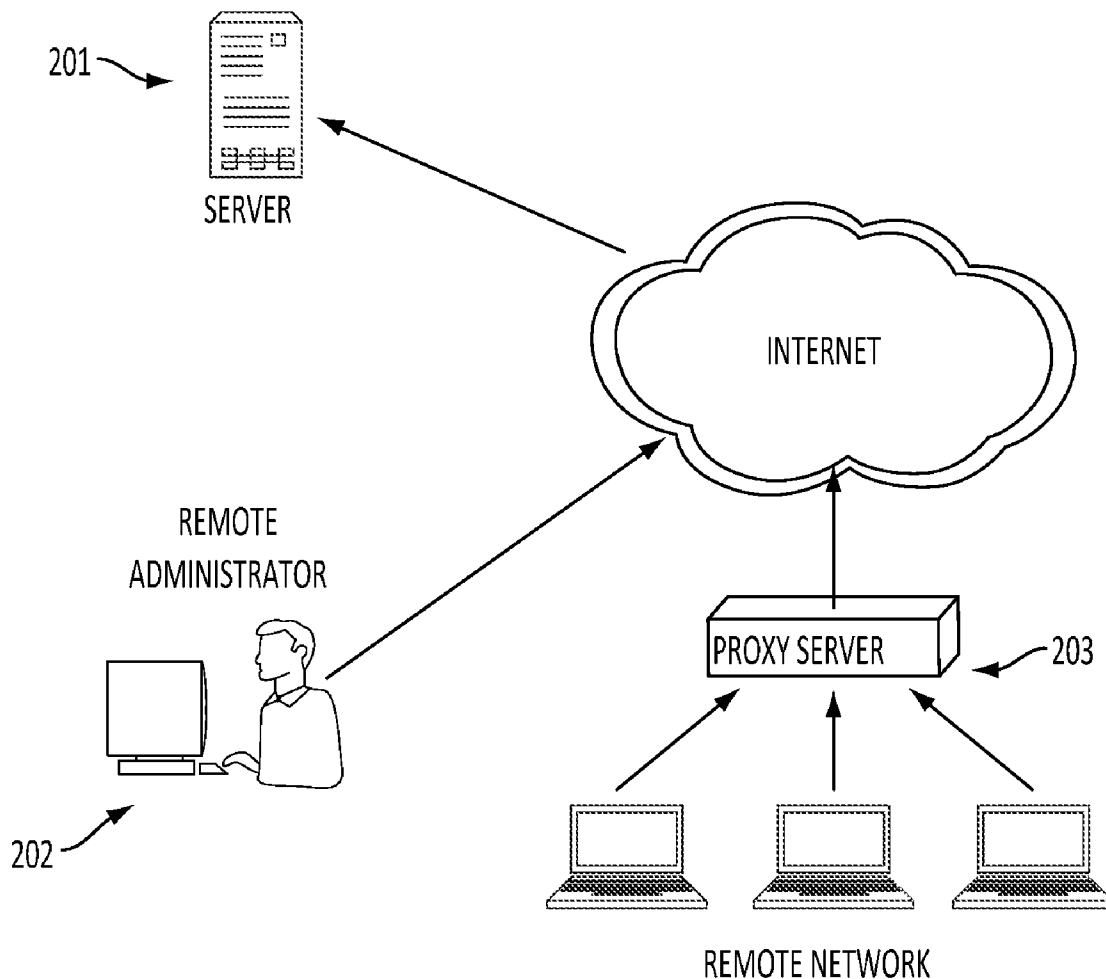 201
SERVER
INTERNET
REMOTE
ADMINISTRATOR
PROXY SERVER
203
202
REMOTE NETWORK